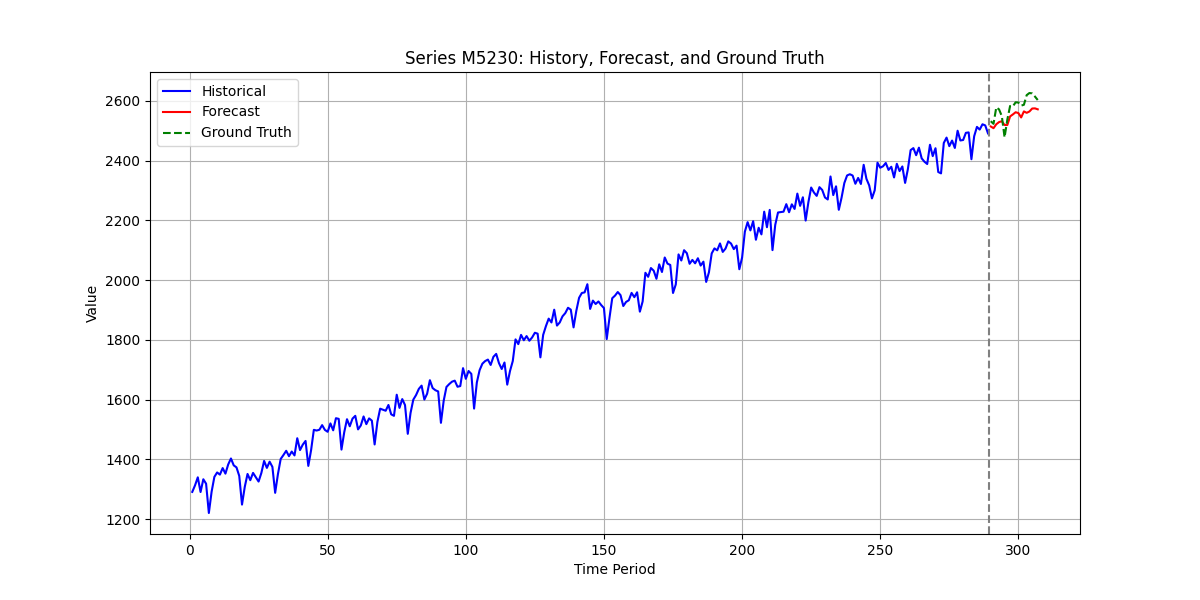 Series M5230: History, Forecast, and Ground Truth
Historical
Forecast
Ground Truth
2600
2400
2200
2000
1800
1600
1400
1200
Value
0 50 100 150 200 250 300
Time Period